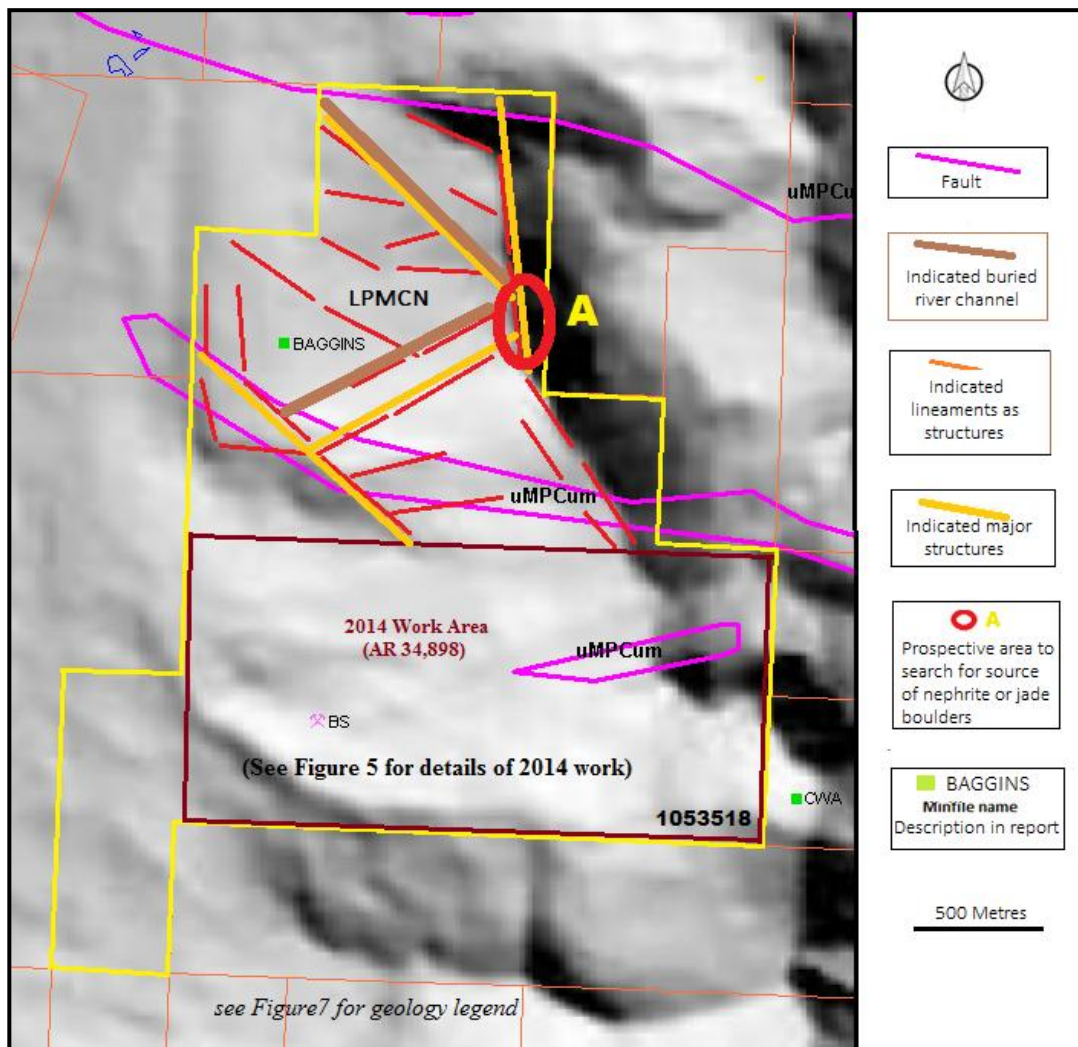 uMPCu
LPMCN
A
BAGGINS
uMPCum
2014 Work Area
(AR 34,898)
uMPCum
BS
(See Figure 5 for details of 2014 work)
CWA
1053518
see Figure7 for geology legend
Fault
Indicated buried
river channel
Indicated
lineaments as
structures
Indicated major
structures
A
Prospective area to
search for source
of nephrite or jade
boulders
BAGGINS
Minfile name
Description in report
500 Metres